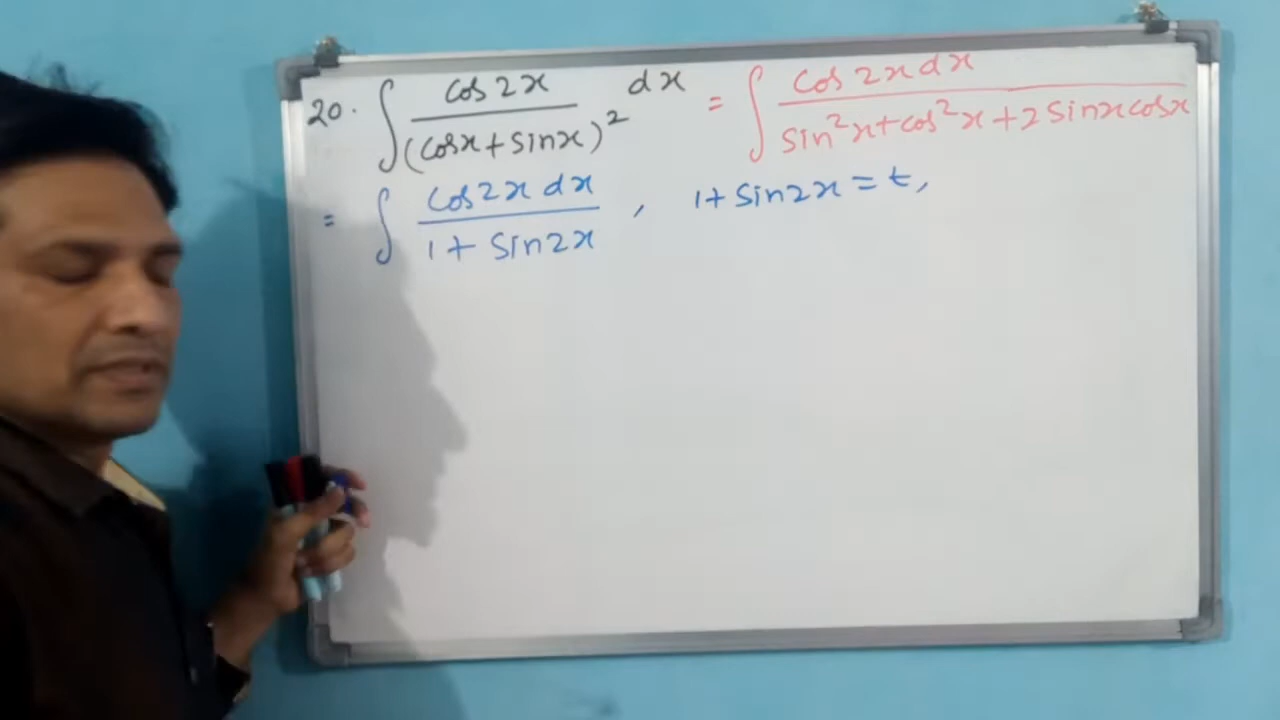 20. ∫ cos2x / (cosx+sinx)² dx = ∫ cos2x dx / sin²x+cos²x+2sinxcosx
= ∫ cos2x dx / 1+ sin2x , 1+ sin2x = t,